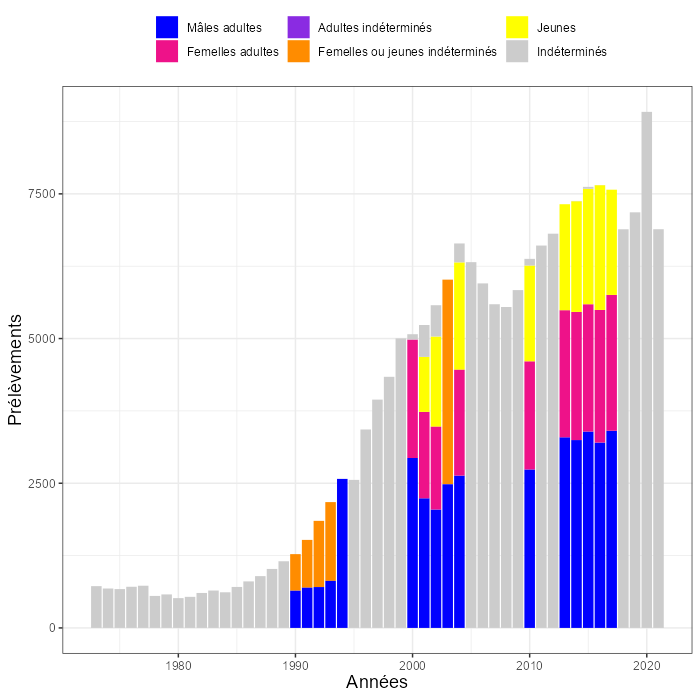 Mâles adultes Adultes indéterminés Jeunes
Femelles adultes Femelles ou jeunes indéterminés Indéterminés
7500
5000
2500
0
Prélèvements
1980 1990 2000 2010 2020
Années